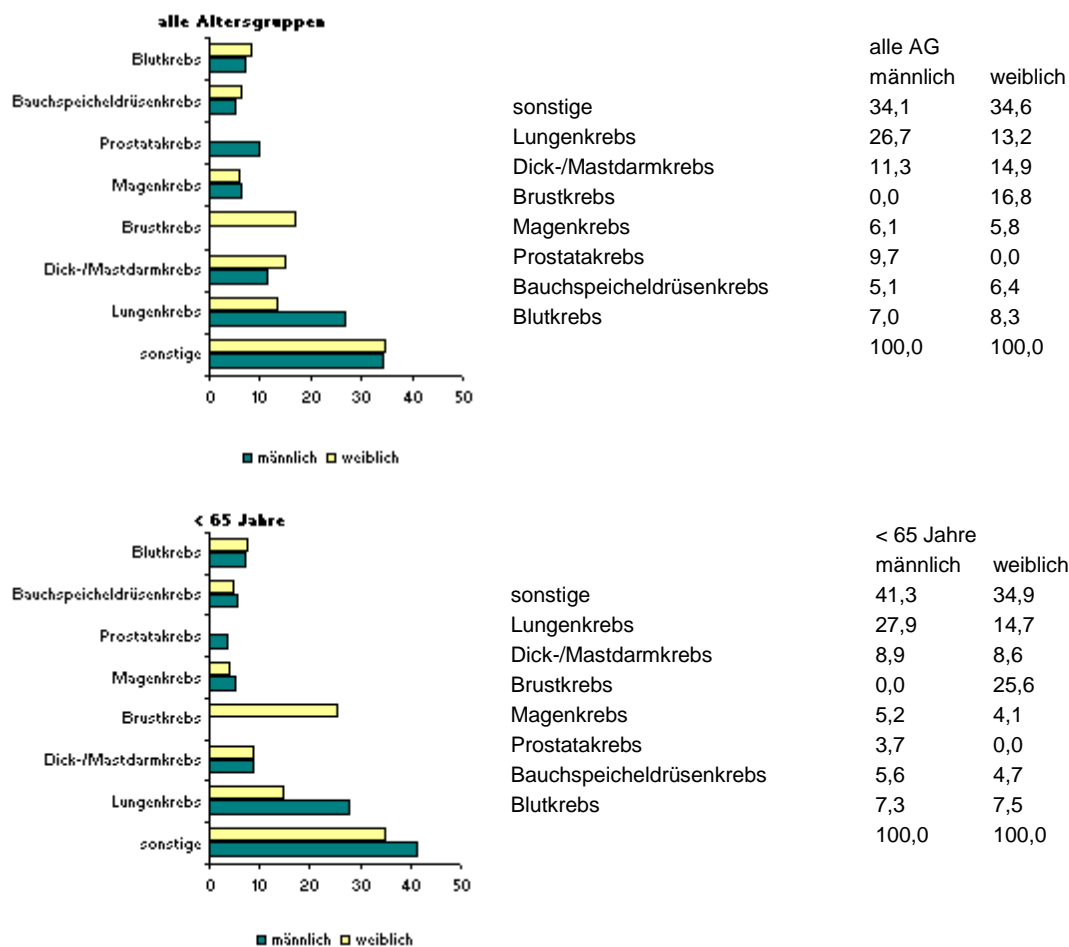 alle Altersgruppen
Blutkrebs
Bauchspeicheldrüsenkrebs
Prostatakrebs
Magenkrebs
Brustkrebs
Dick-/Mastdarmkrebs
Lungenkrebs
sonstige
0 10 20 30 40 50
männlich weiblich
alle AG
männlich weiblich
sonstige 34,1 34,6
Lungenkrebs 26,7 13,2
Dick-/Mastdarmkrebs 11,3 14,9
Brustkrebs 0,0 16,8
Magenkrebs 6,1 5,8
Prostatakrebs 9,7 0,0
Bauchspeicheldrüsenkrebs 5,1 6,4
Blutkrebs 7,0 8,3
100,0 100,0
< 65 Jahre
Blutkrebs
Bauchspeicheldrüsenkrebs
Prostatakrebs
Magenkrebs
Brustkrebs
Dick-/Mastdarmkrebs
Lungenkrebs
sonstige
0 10 20 30 40 50
männlich weiblich
< 65 Jahre
männlich weiblich
sonstige 41,3 34,9
Lungenkrebs 27,9 14,7
Dick-/Mastdarmkrebs 8,9 8,6
Brustkrebs 0,0 25,6
Magenkrebs 5,2 4,1
Prostatakrebs 3,7 0,0
Bauchspeicheldrüsenkrebs 5,6 4,7
Blutkrebs 7,3 7,5
100,0 100,0